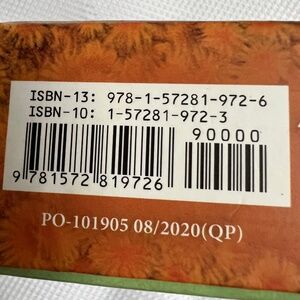 ISBN-13: 978-1-57281-972-6
ISBN-10: 1-57281-972-3
90000
9 781572 819726
PO-101905 08/2020(QP)